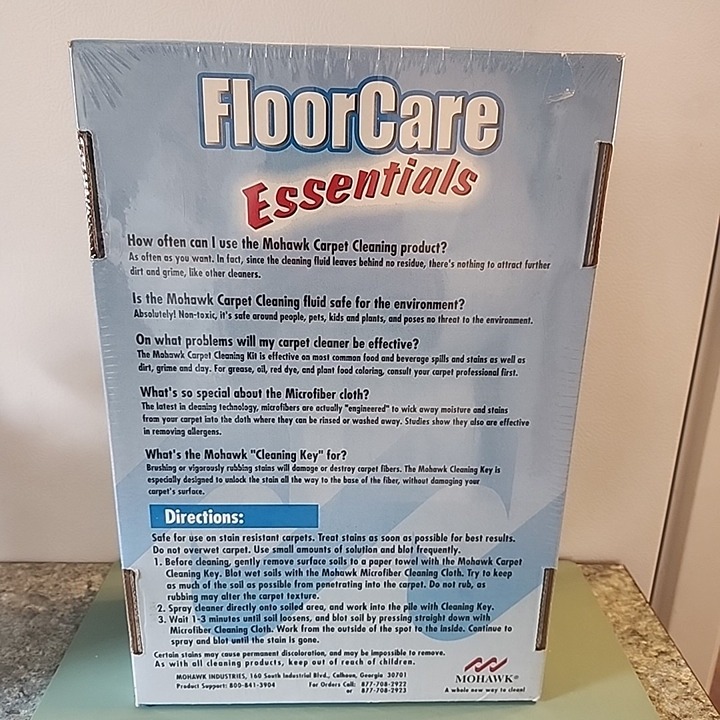 FloorCare
Essentials
How often can I use the Mohawk Carpet Cleaning product?
As often as you want. In fact, since the cleaning fluid leaves behind no residue, there's nothing to attract further
dirt and grime, like other cleaners.
Is the Mohawk Carpet Cleaning fluid safe for the environment?
Absolutely! Non-toxic, it's safe around people, pets, kids and plants, and poses no threat to the environment.
On what problems will my carpet cleaner be effective?
The Mohawk Carpet Cleaning Kit is effective on most common food and beverage spills and stains as well as
dirt, grime and clay. For grease, oil, red dye, and plant food coloring, consult your carpet professional first.
What's so special about the Microfiber cloth?
The latest in cleaning technology, microfibers are actually "engineered" to wick away moisture and stains
from your carpet into the cloth where they can be rinsed or washed away. Studies show they also are effective
in removing allergens.
What's the Mohawk "Cleaning Key" for?
Brushing or vigorously rubbing stains will damage or destroy carpet fibers. The Mohawk Cleaning Key is
especially designed to unlock the stain all the way to the base of the fiber, without damaging your
carpet's surface.
Directions:
Safe for use on stain resistant carpets. Treat stains as soon as possible for best results.
Do not overwet carpet. Use small amounts of solution and blot frequently.
1. Before cleaning, gently remove surface soils to a paper towel with the Mohawk Carpet
Cleaning Key. Blot wet soils with the Mohawk Microfiber Cleaning Cloth. Try to keep
as much of the soil as possible from penetrating into the carpet. Do not rub, as
rubbing may alter the carpet texture.
2. Spray cleaner directly onto soiled area, and work into the pile with Cleaning Key.
3. Wait 1-3 minutes until soil loosens, and blot soil by pressing straight down with
Microfiber Cleaning Cloth. Work from the outside of the spot to the inside. Continue to
spray and blot until the stain is gone.
Certain stains may cause permanent discoloration, and may be impossible to remove.
As with all cleaning products, keep out of reach of children.
MOHAWK INDUSTRIES, 160 South Industrial Blvd., Calhoun, Georgia 30701
Product Support: 800-841-3904 For Orders Call: 877-708-2922
or 877-708-2923
MOHAWK®
A whole new way to clean!